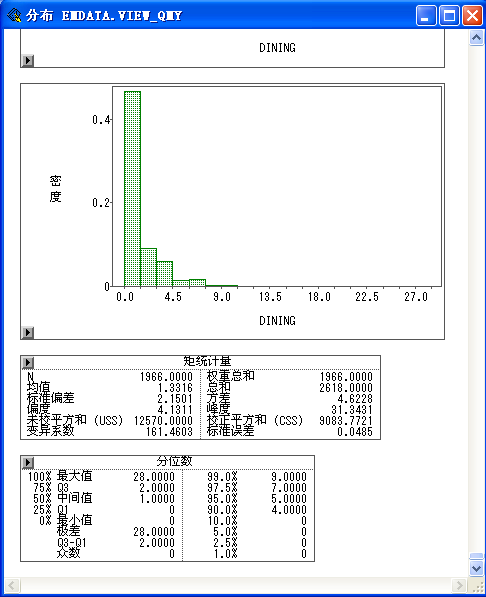 分布 EMDATA.VIEW_QMY
DINING
密度
0.4
0.2
0
0.0 4.5 9.0 13.5 18.0 22.5 27.0
DINING
矩统计量
N 1966.0000 权重总和 1966.0000
均值 1.3316 总和 2618.0000
标准偏差 2.1501 方差 4.6228
偏度 4.1311 峰度 31.3431
未校平方和 (USS) 12570.0000 校正平方和 (CSS) 9083.7721
变异系数 161.4603 标准误差 0.0485
分位数
100% 最大值 28.0000 99.0% 9.0000
75% Q3 2.0000 97.5% 7.0000
50% 中间值 1.0000 95.0% 5.0000
25% Q1 0 90.0% 4.0000
0% 最小值 0 10.0% 0
极差 28.0000 5.0% 0
Q3-Q1 2.0000 2.5% 0
众数 0 1.0% 0